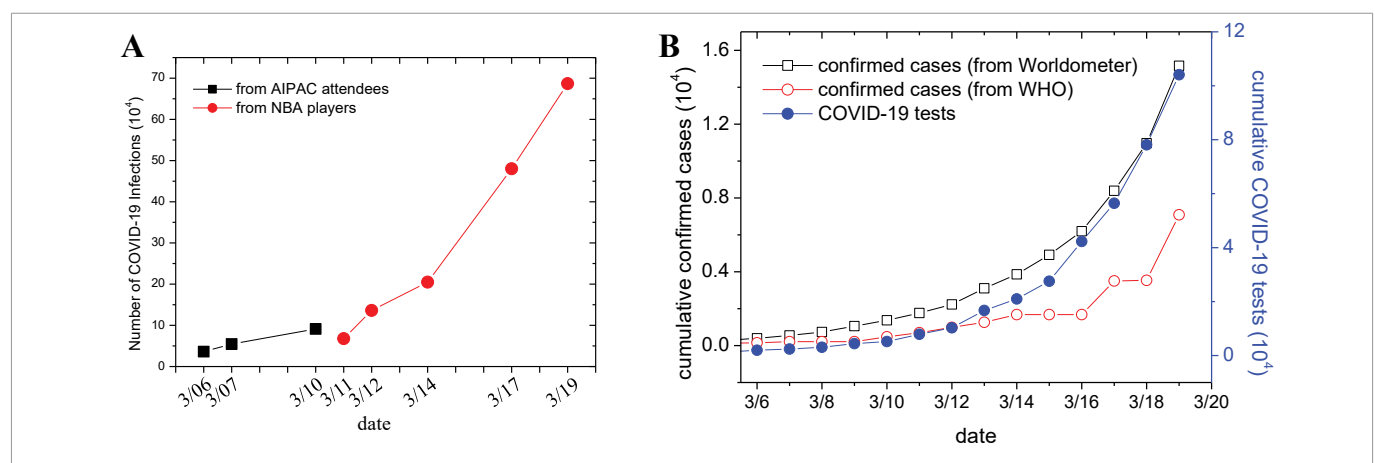 A
from AIPAC attendees
from NBA players
Number of COVID-19 Infections (10⁴)
70
60
50
40
30
20
10
0
3/06
3/07
3/10
3/11
3/12
3/14
3/17
3/19
date
B
confirmed cases (from Worldometer)
confirmed cases (from WHO)
COVID-19 tests
cumulative confirmed cases (10⁴)
1.6
1.2
0.8
0.4
0.0
3/6
3/8
3/10
3/12
3/14
3/16
3/18
3/20
date
12
8
4
0
cumulative COVID-19 tests (10⁴)